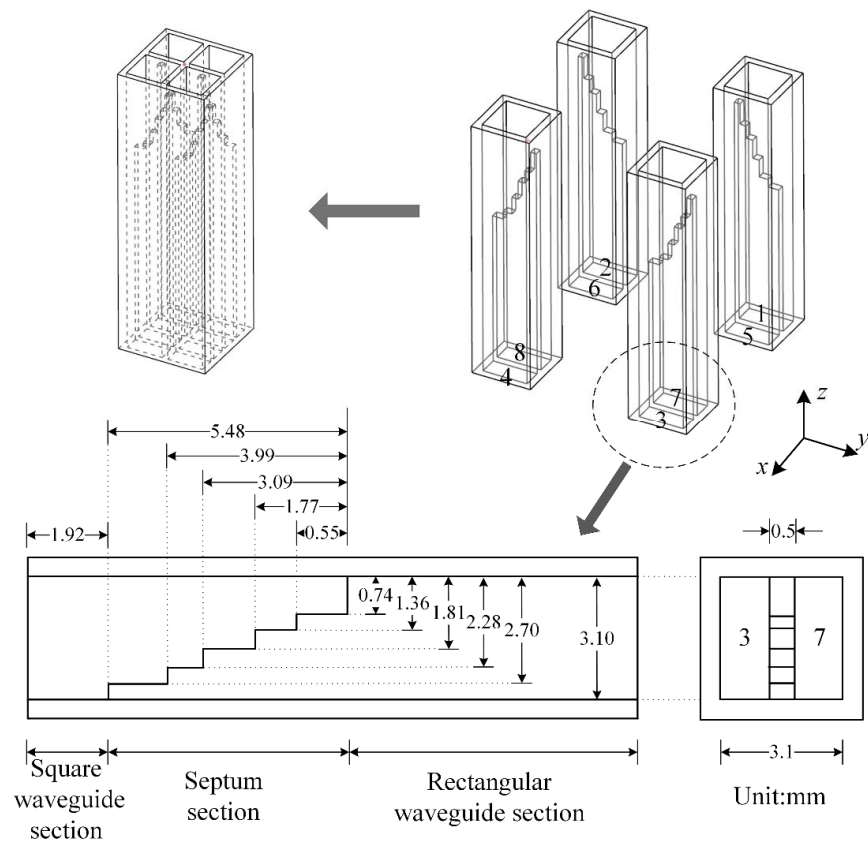 2
6
1
5
8
4
7
3
z
y
x
5.48
3.99
3.09
1.77
1.92
0.55
0.5
0.74
1.36
1.81
2.28
2.70
3.10
3
7
3.1
Square
waveguide
section
Septum
section
Rectangular
waveguide section
Unit:mm